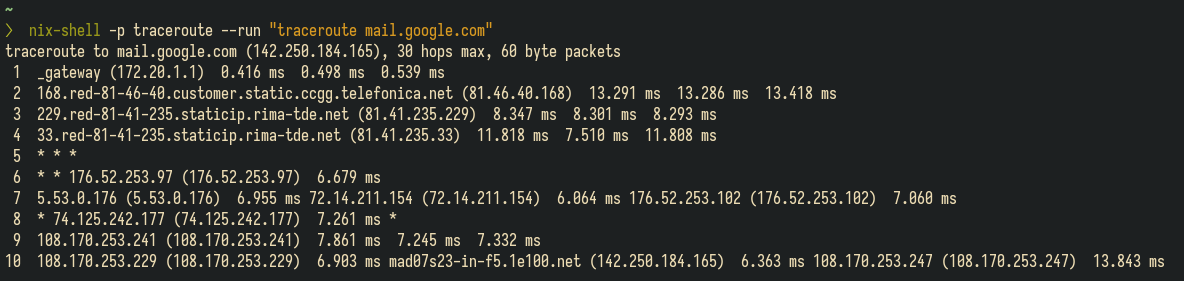 ~
❯ nix-shell -p traceroute --run "traceroute mail.google.com"
traceroute to mail.google.com (142.250.184.165), 30 hops max, 60 byte packets
 1  _gateway (172.20.1.1)  0.416 ms  0.498 ms  0.539 ms
 2  168.red-81-46-40.customer.static.ccgg.telefonica.net (81.46.40.168)  13.291 ms  13.286 ms  13.418 ms
 3  229.red-81-41-235.staticip.rima-tde.net (81.41.235.229)  8.347 ms  8.301 ms  8.293 ms
 4  33.red-81-41-235.staticip.rima-tde.net (81.41.235.33)  11.818 ms  7.510 ms  11.808 ms
 5  * * *
 6  * * 176.52.253.97 (176.52.253.97)  6.679 ms
 7  5.53.0.176 (5.53.0.176)  6.955 ms 72.14.211.154 (72.14.211.154)  6.064 ms 176.52.253.102 (176.52.253.102)  7.060 ms
 8  * 74.125.242.177 (74.125.242.177)  7.261 ms *
 9  108.170.253.241 (108.170.253.241)  7.861 ms  7.245 ms  7.332 ms
10  108.170.253.229 (108.170.253.229)  6.903 ms mad07s23-in-f5.1e100.net (142.250.184.165)  6.363 ms 108.170.253.247 (108.170.253.247)  13.843 ms